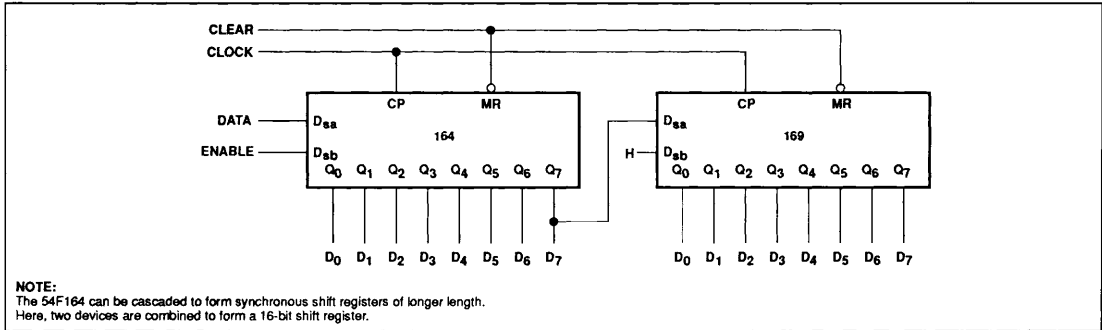 CLEAR
CLOCK
CP MR CP MR
DATA Dsa 164 Dsa 169
ENABLE Dsb H Dsb
Q0 Q1 Q2 Q3 Q4 Q5 Q6 Q7 Q0 Q1 Q2 Q3 Q4 Q5 Q6 Q7
D0 D1 D2 D3 D4 D5 D6 D7 D0 D1 D2 D3 D4 D5 D6 D7
NOTE:
The 54F164 can be cascaded to form synchronous shift registers of longer length.
Here, two devices are combined to form a 16-bit shift register.